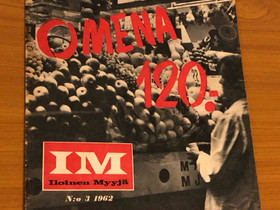 OMENA
120:
IM
Iloinen Myyjä
N:o 3 1962